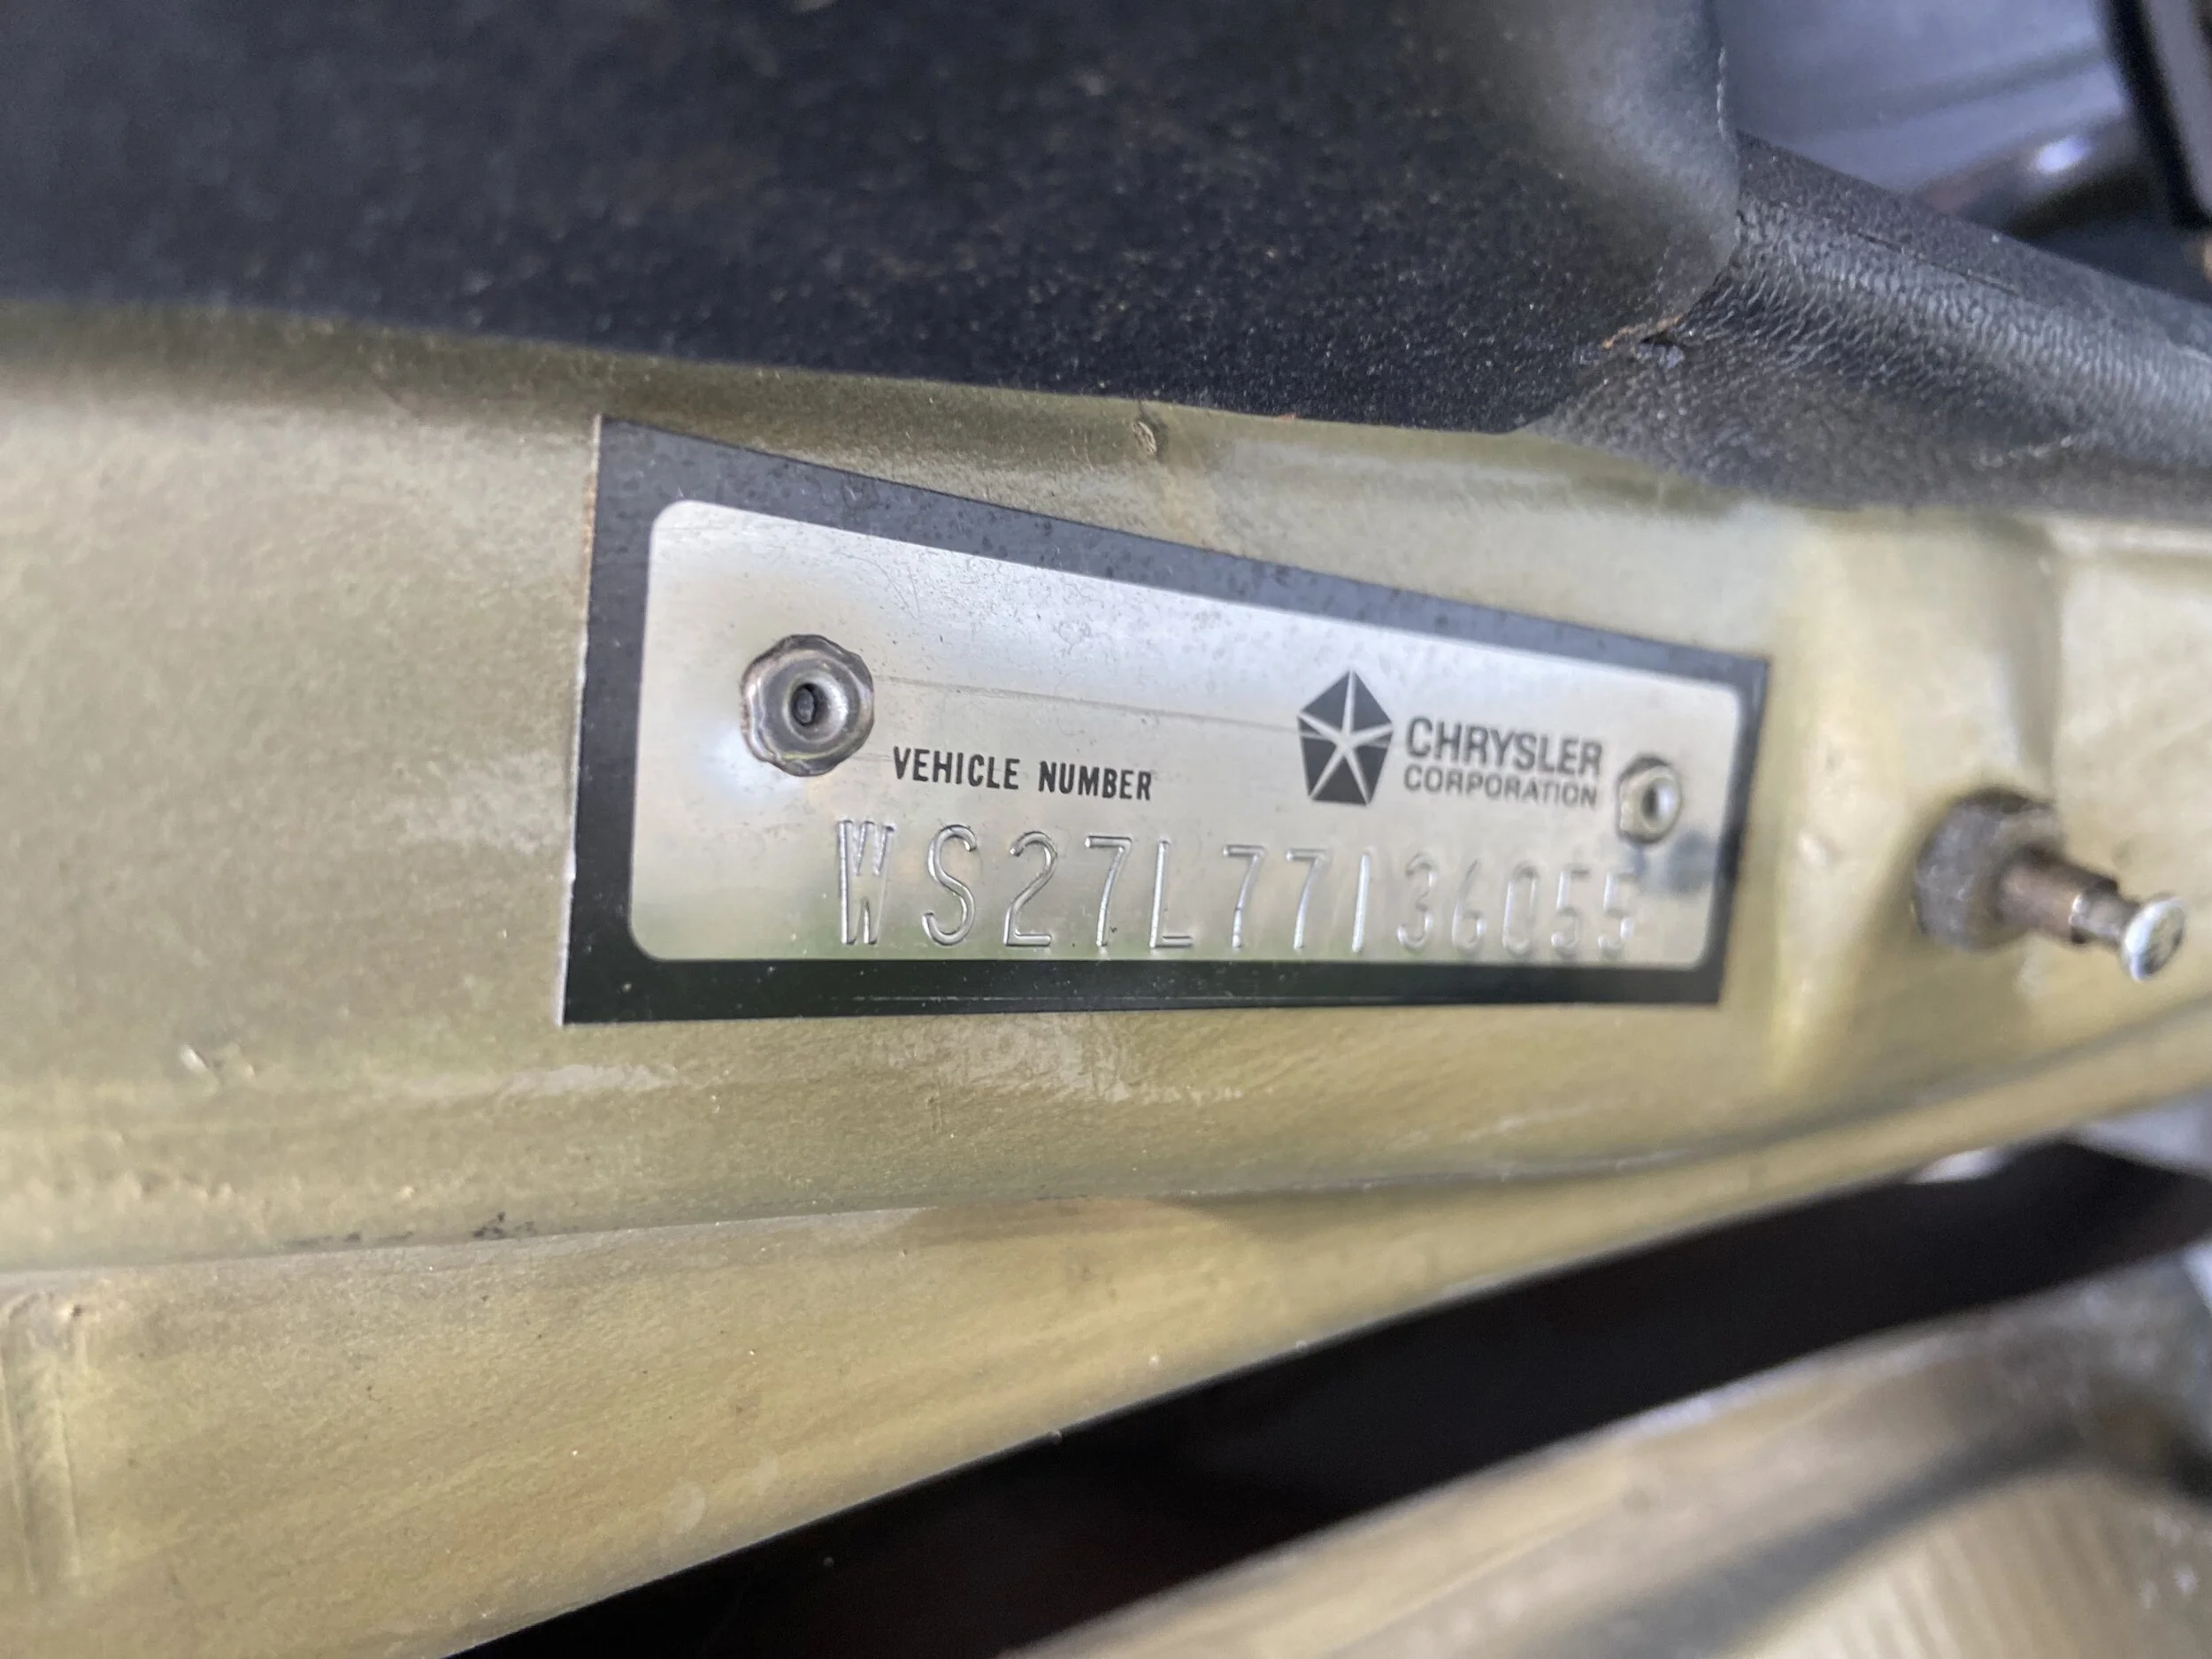 VEHICLE NUMBER
CHRYSLER
CORPORATION
WS27L77136055